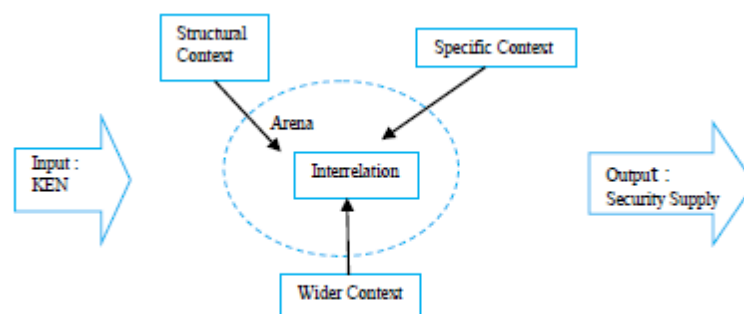 Structural
Context
Specific Context
Arena
Input :
KEN
Interrelation
Output :
Security Supply
Wider Context